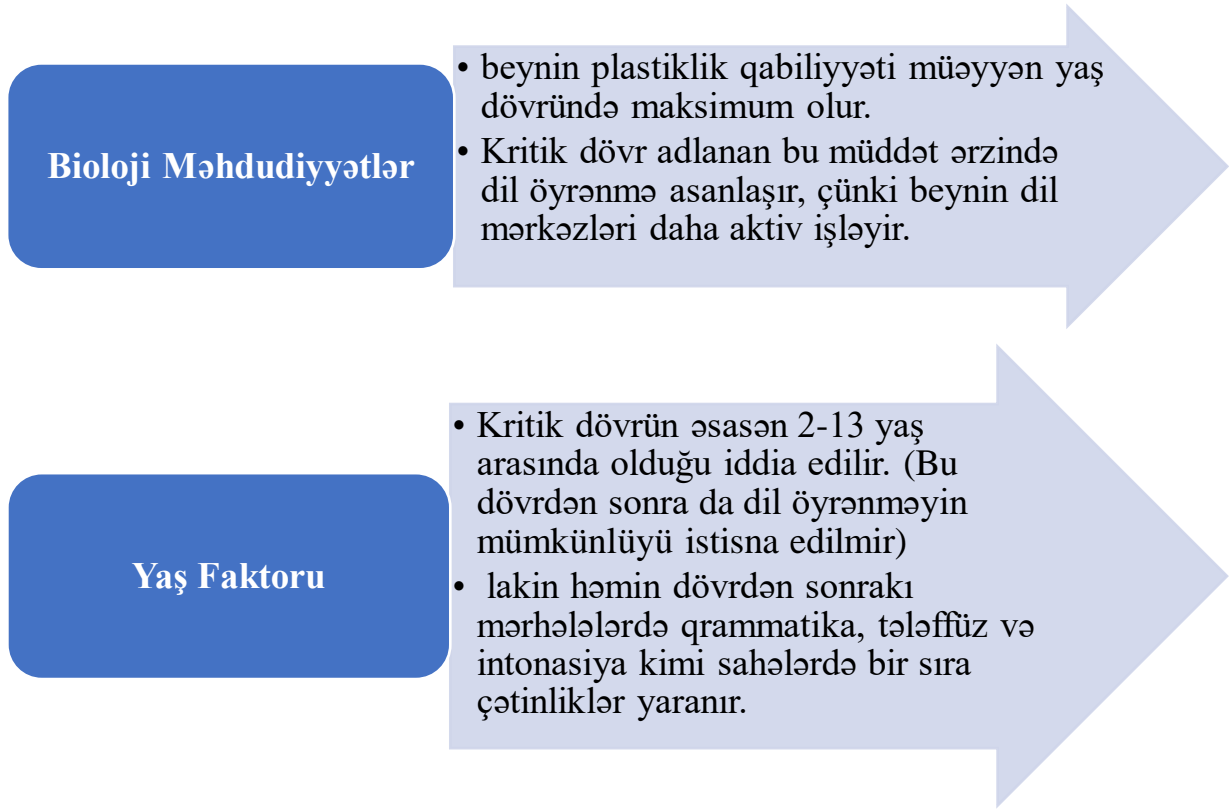 Bioloji Məhdudiyyətlər
• beynin plastiklik qabiliyyəti müəyyən yaş
dövründə maksimum olur.
• Kritik dövr adlanan bu müddət ərzində
dil öyrənmə asanlaşır, çünki beynin dil
mərkəzləri daha aktiv işləyir.
Yaş Faktoru
• Kritik dövrün əsasən 2-13 yaş
arasında olduğu iddia edilir. (Bu
dövrdən sonra da dil öyrənməyin
mümkünlüyü istisna edilmir)
• lakin həmin dövrdən sonrakı
mərhələlərdə qrammatika, tələffüz və
intonasiya kimi sahələrdə bir sıra
çətinliklər yaranır.